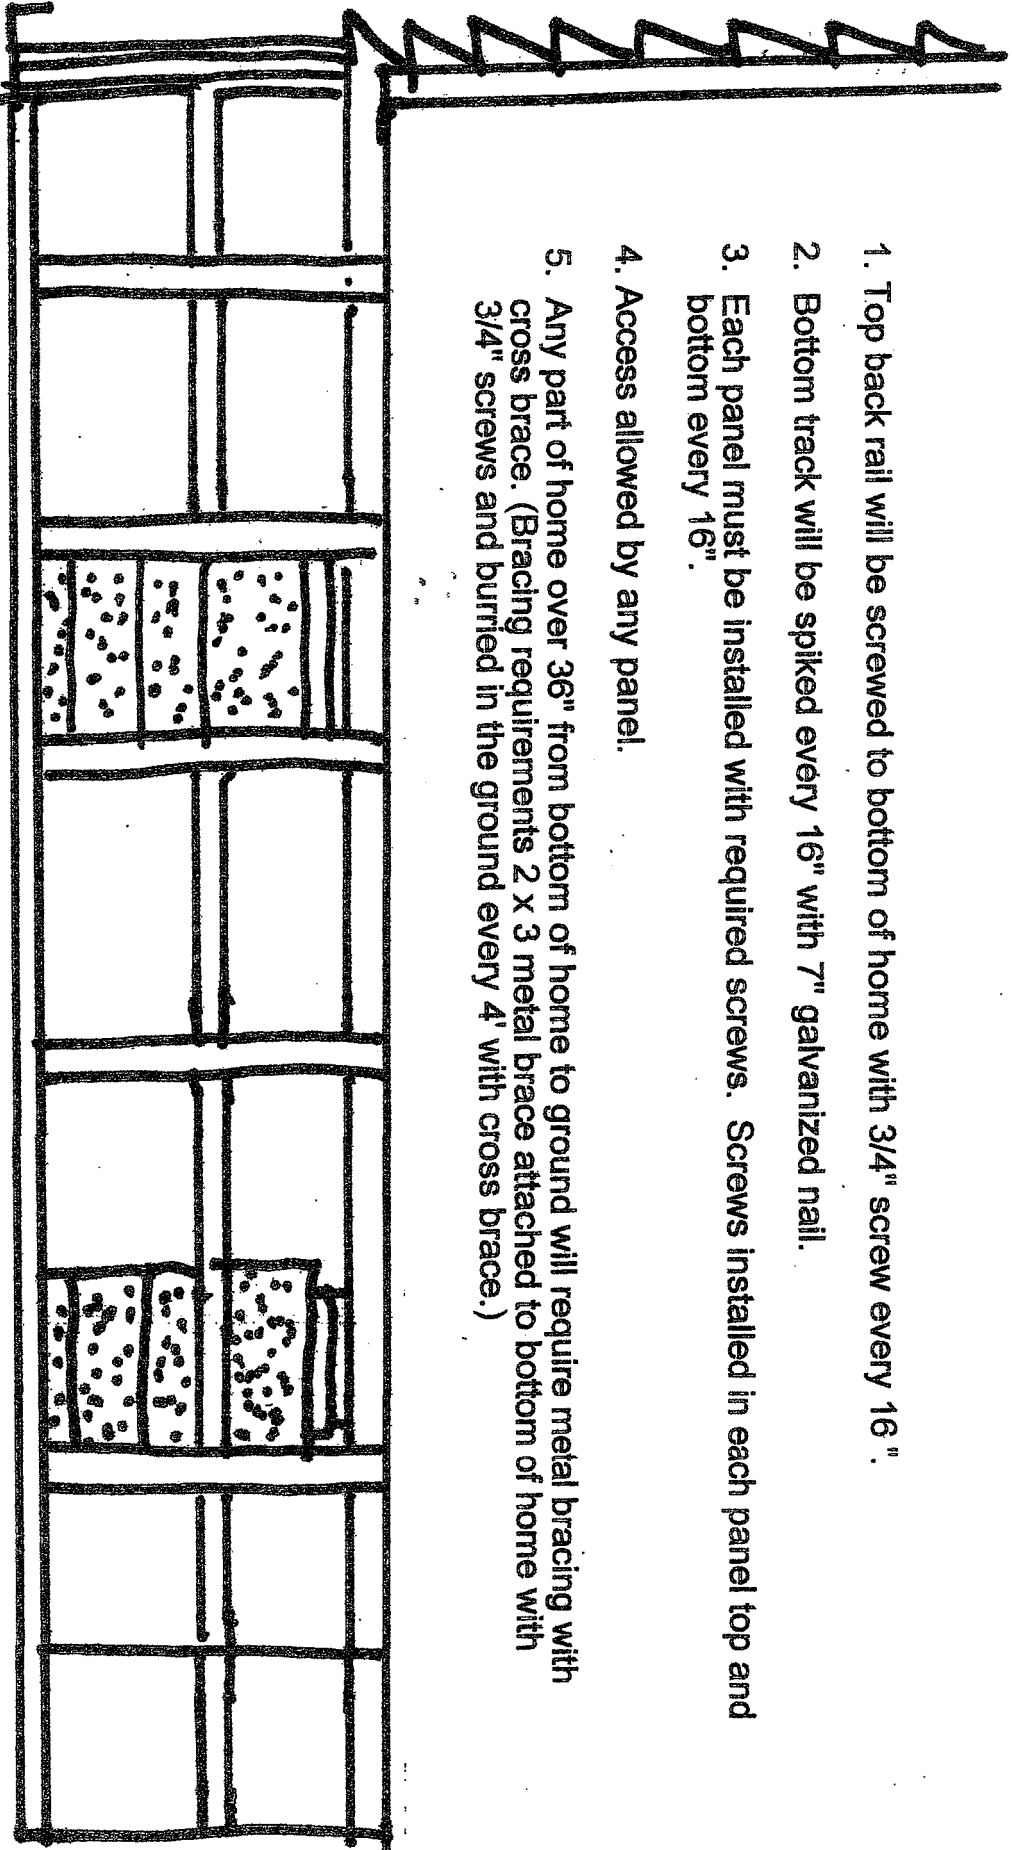 1. Top back rail will be screwed to bottom of home with 3/4" screw every 16".
2. Bottom track will be spiked every 16" with 7" galvanized nail.
3. Each panel must be installed with required screws. Screws installed in each panel top and
bottom every 16".
4. Access allowed by any panel.
5. Any part of home over 36" from bottom of home to ground will require metal bracing with
cross brace. (Bracing requirements 2 x 3 metal brace attached to bottom of home with
3/4" screws and burried in the ground every 4' with cross brace.)